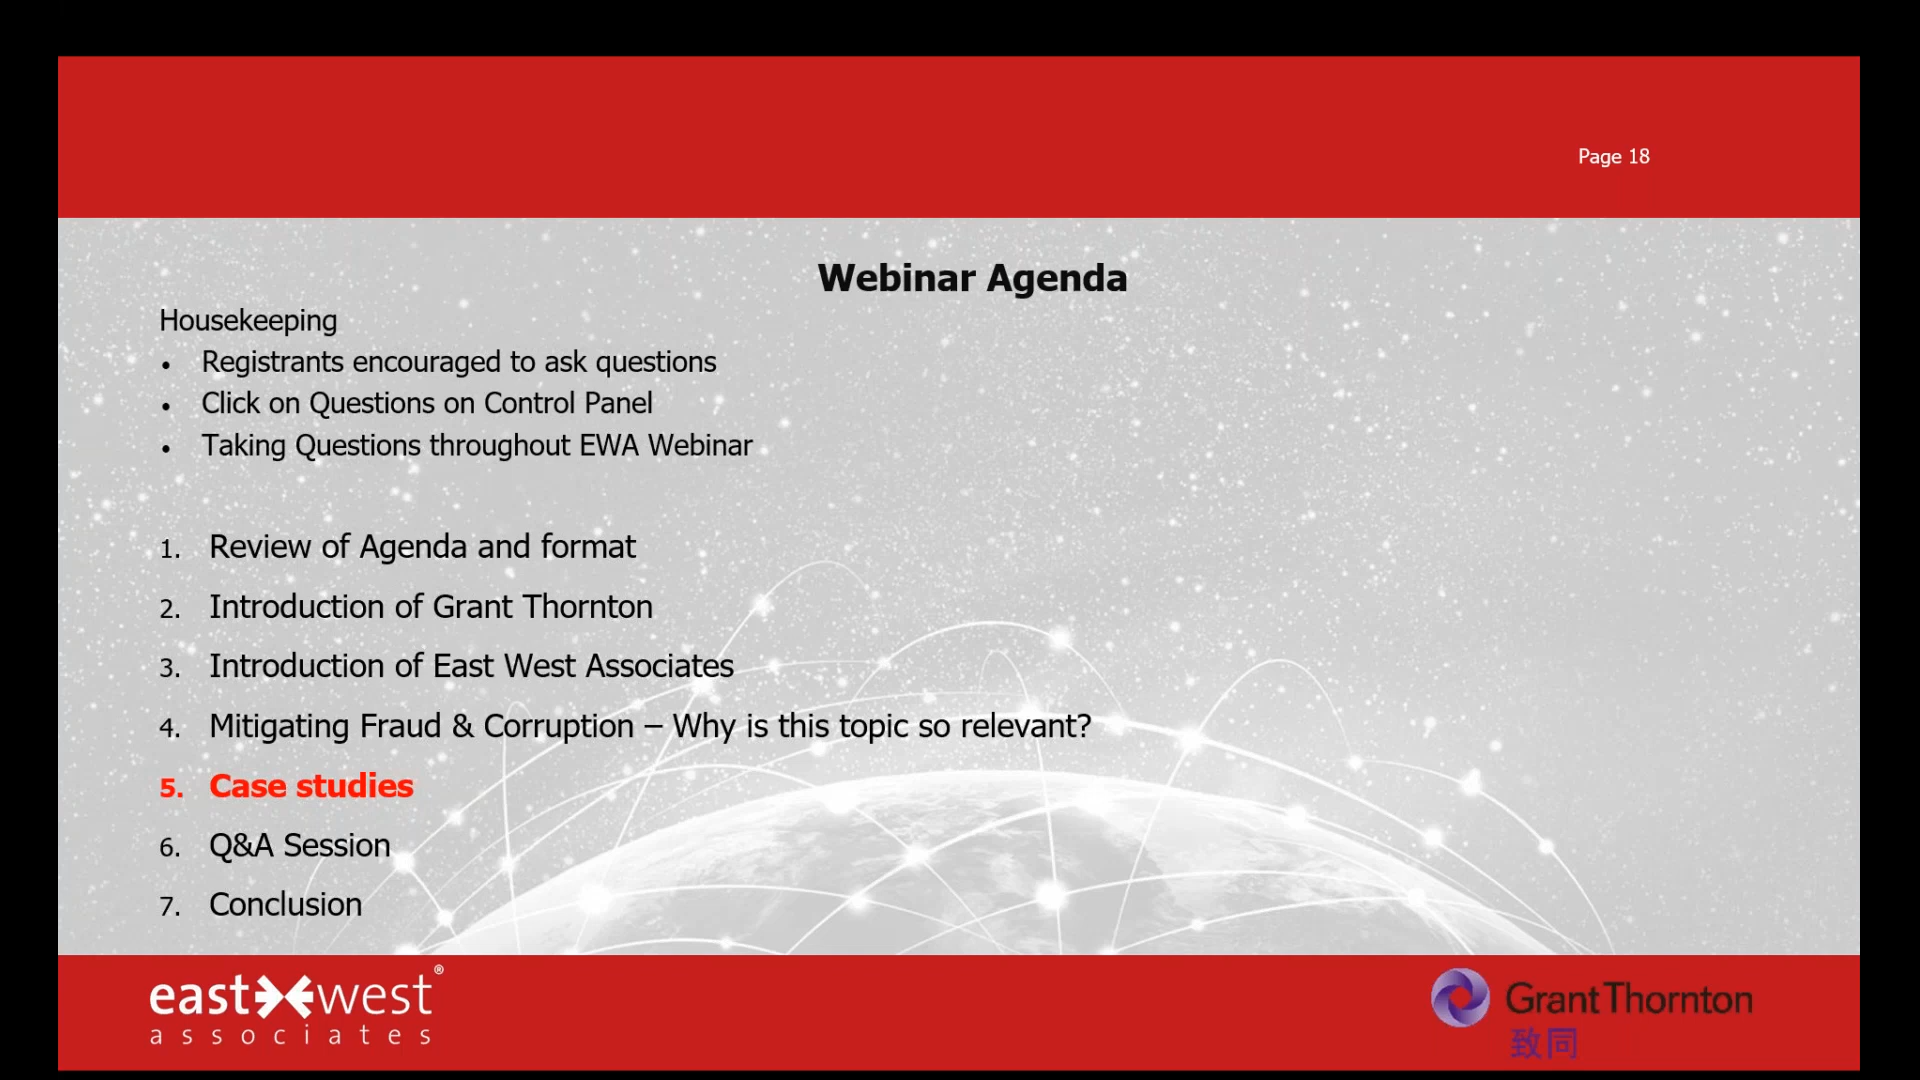 Page 18
Webinar Agenda
Housekeeping
• Registrants encouraged to ask questions
• Click on Questions on Control Panel
• Taking Questions throughout EWA Webinar
1. Review of Agenda and format
2. Introduction of Grant Thornton
3. Introduction of East West Associates
4. Mitigating Fraud & Corruption – Why is this topic so relevant?
5. Case studies
6. Q&A Session
7. Conclusion
east west®
associates
Grant Thornton
致同